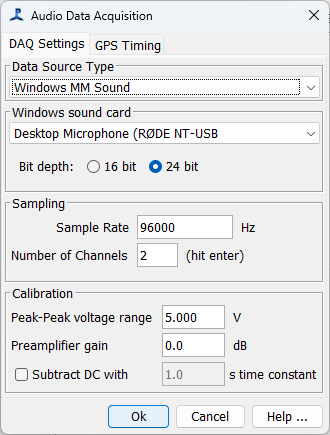 Audio Data Acquisition
DAQ Settings GPS Timing
Data Source Type
Windows MM Sound
Windows sound card
Desktop Microphone (RØDE NT-USB
Bit depth: 16 bit 24 bit
Sampling
Sample Rate 96000 Hz
Number of Channels 2 (hit enter)
Calibration
Peak-Peak voltage range 5.000 V
Preamplifier gain 0.0 dB
Subtract DC with 1.0 s time constant
Ok Cancel Help ...